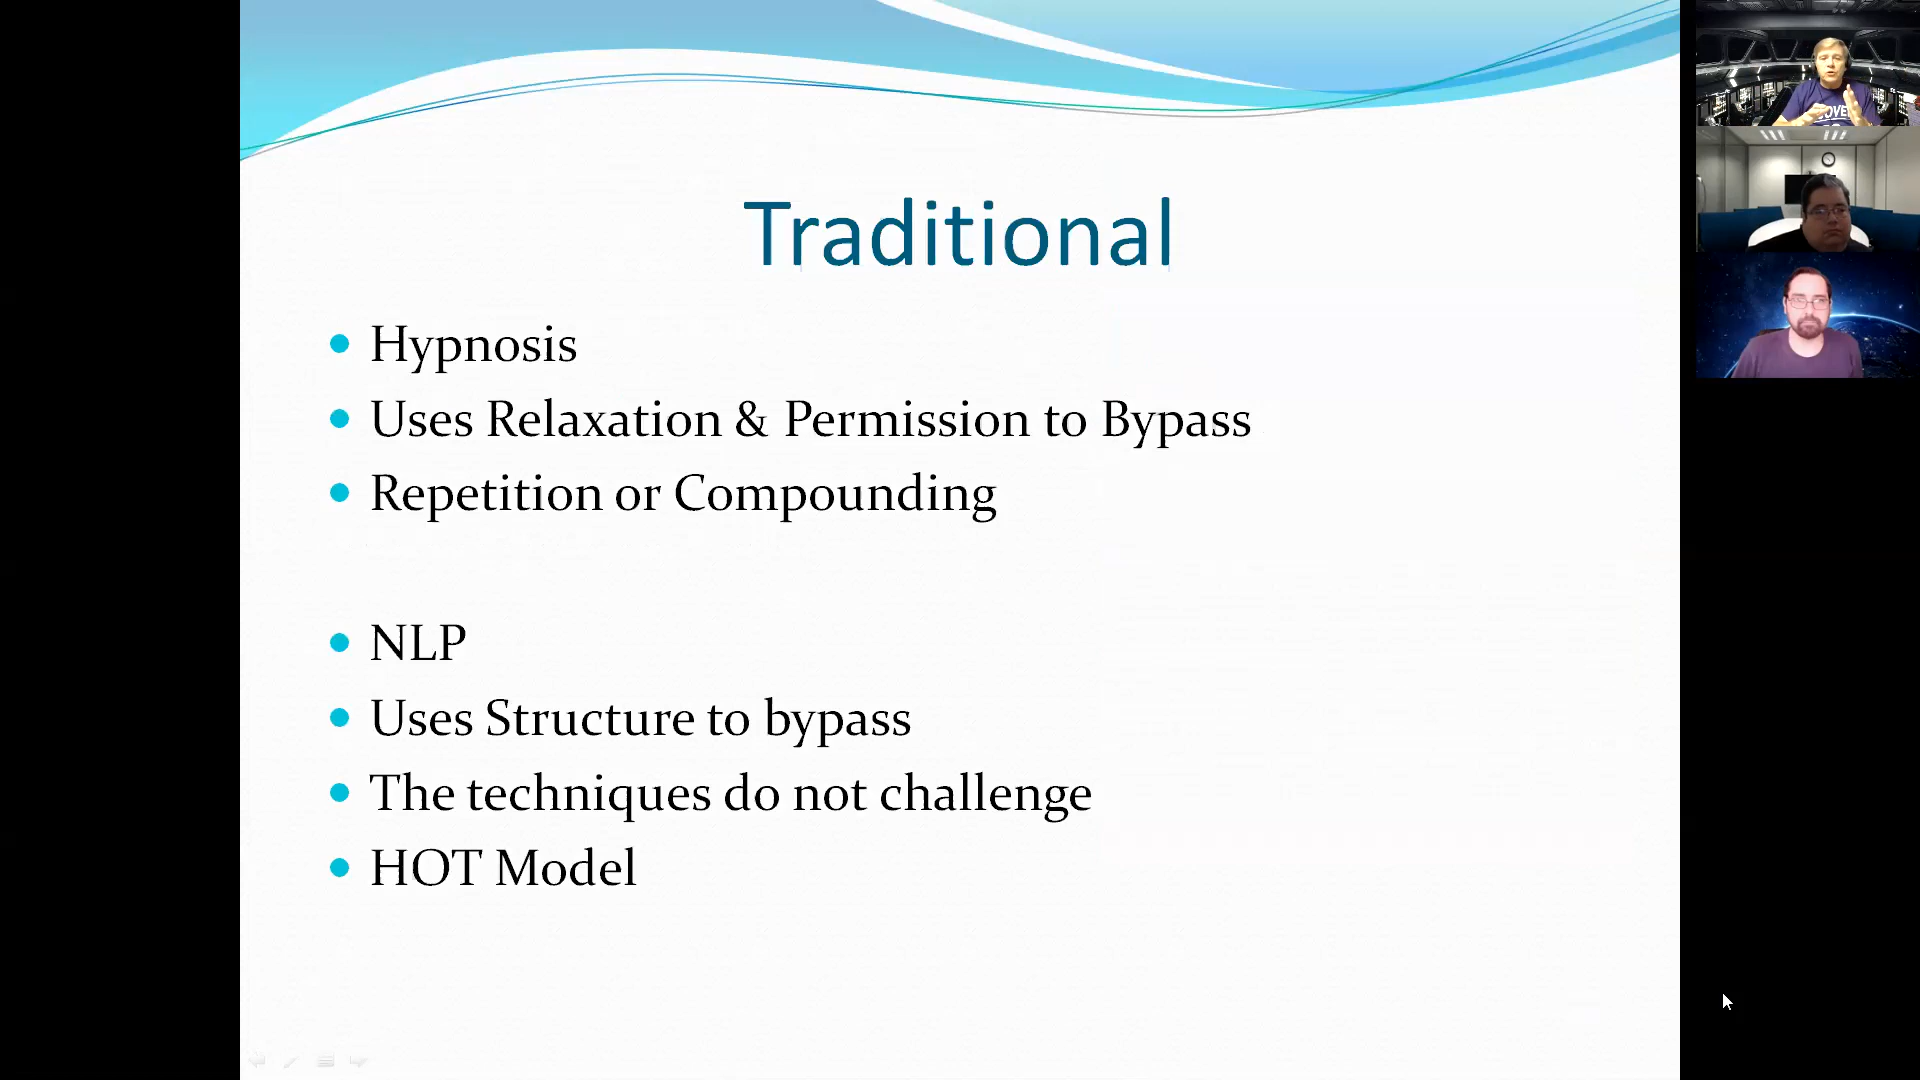 Traditional
Hypnosis
Uses Relaxation & Permission to Bypass
Repetition or Compounding
NLP
Uses Structure to bypass
The techniques do not challenge
HOT Model